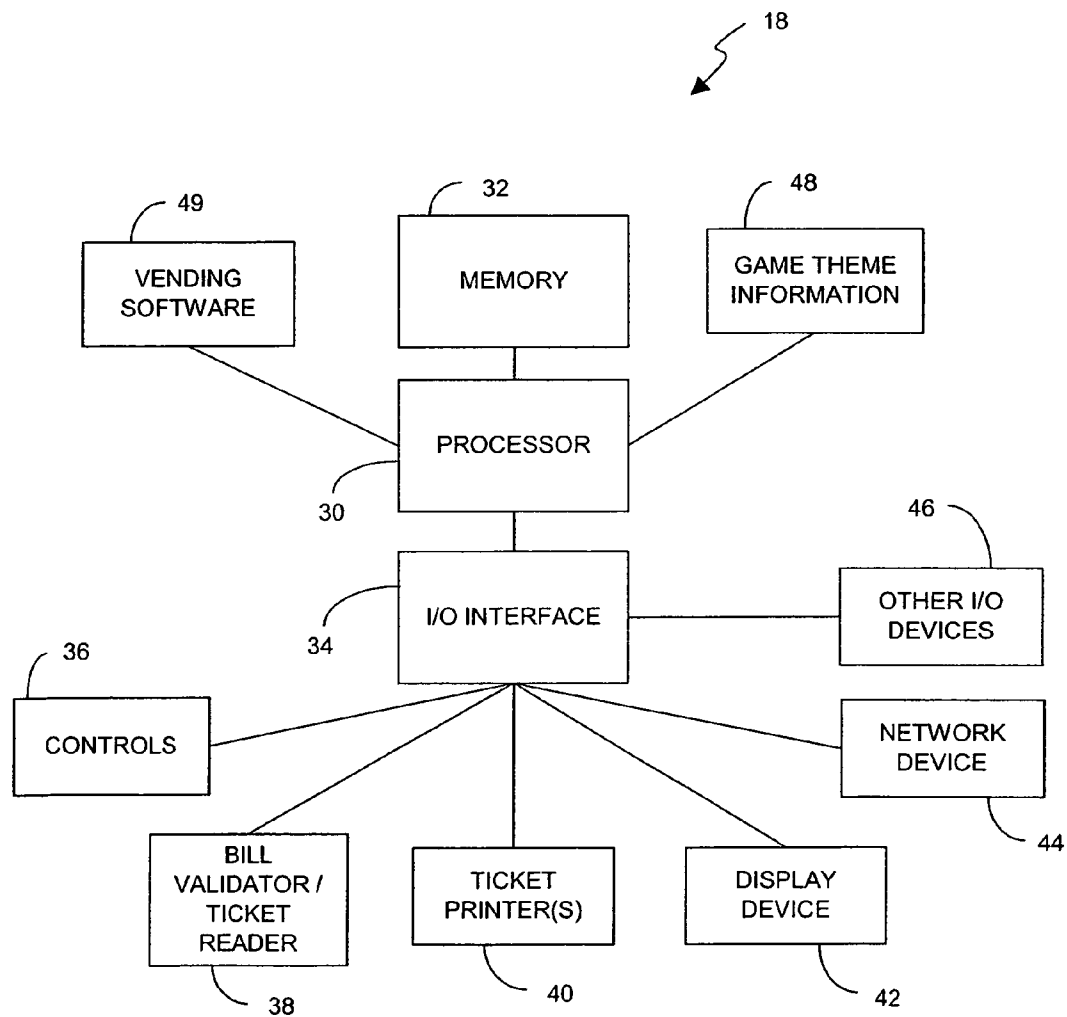 18
49
32
48
VENDING
SOFTWARE
MEMORY
GAME THEME
INFORMATION
PROCESSOR
30
46
I/O INTERFACE
OTHER I/O
DEVICES
34
36
CONTROLS
NETWORK
DEVICE
44
BILL
VALIDATOR /
TICKET
READER
TICKET
PRINTER(S)
DISPLAY
DEVICE
38
40
42